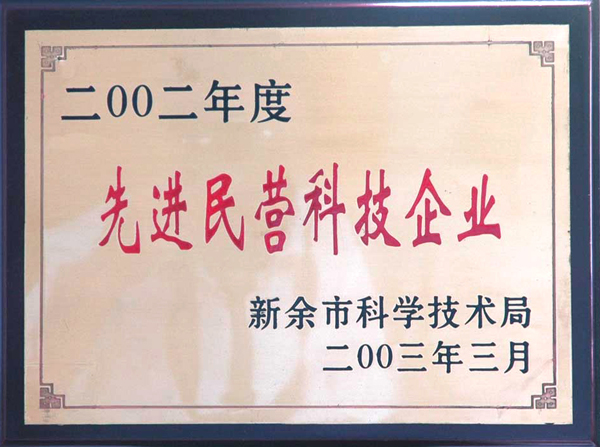 二00二年度
先进民营科技企业
新余市科学技术局
二00三年三月